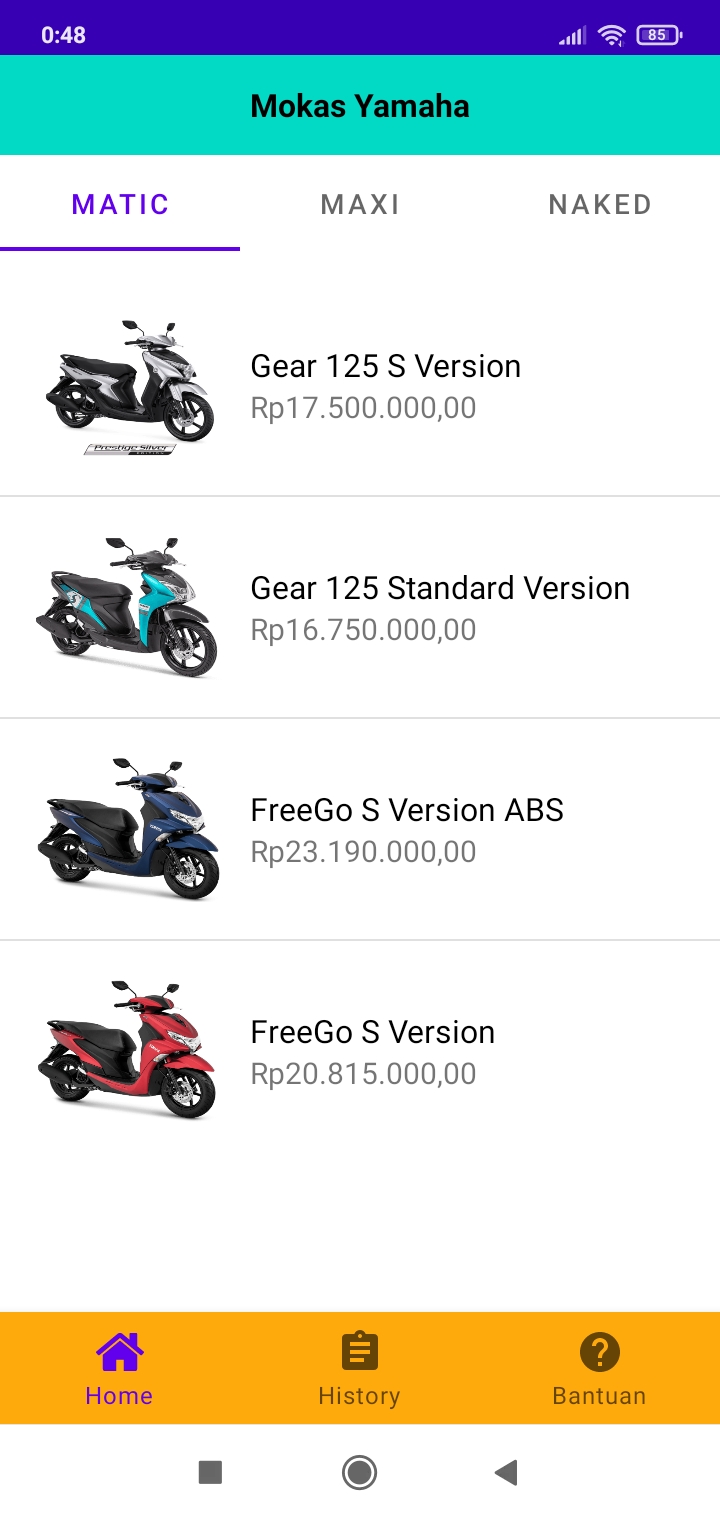 0:48
85
Mokas Yamaha
MATIC
MAXI
NAKED
Gear 125 S Version
Rp17.500.000,00
Prestige Silver
EDITION
Gear 125 Standard Version
Rp16.750.000,00
FreeGo S Version ABS
Rp23.190.000,00
FreeGo S Version
Rp20.815.000,00
Home
History
Bantuan